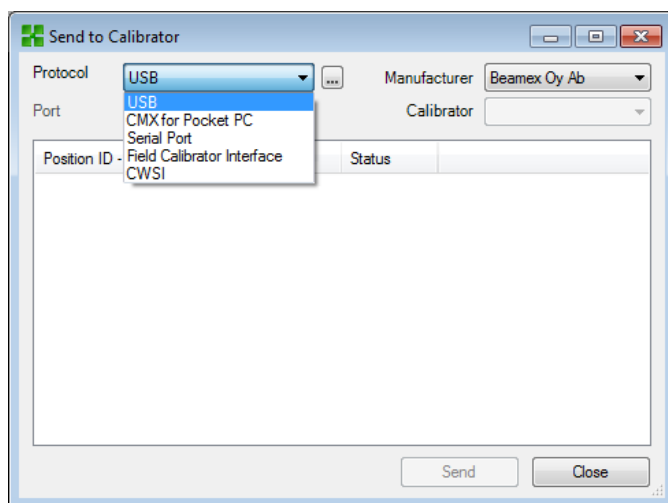 Send to Calibrator
Protocol USB ... Manufacturer Beamex Oy Ab
Port Calibrator
USB
CMX for Pocket PC
Serial Port
Field Calibrator Interface
CWSI
Position ID - Status
Send Close